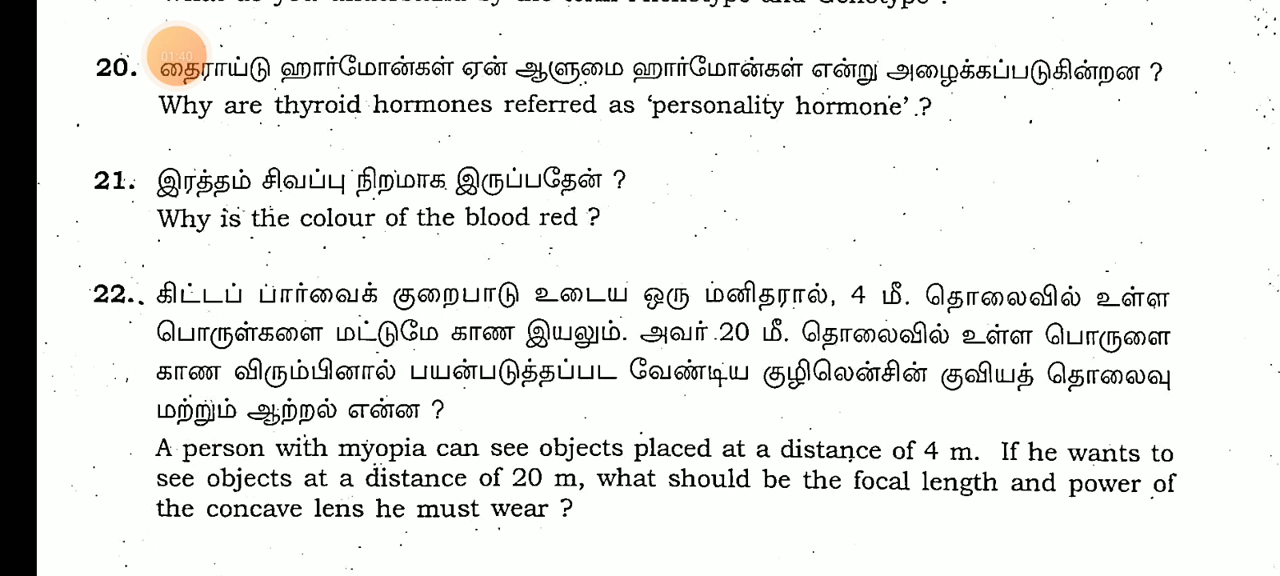 20. தைராய்டு ஹார்மோன்கள் ஏன் ஆளுமை ஹார்மோன்கள் என்று அழைக்கப்படுகின்றன ?
Why are thyroid hormones referred as ‘personality hormone’ ?
21. இரத்தம் சிவப்பு நிறமாக இருப்பதேன் ?
Why is the colour of the blood red ?
22. கிட்டப் பார்வைக் குறைபாடு உடைய ஒரு மனிதரால், 4 மீ. தொலைவில் உள்ள
பொருள்களை மட்டுமே காண இயலும். அவர் 20 மீ. தொலைவில் உள்ள பொருளை
காண விரும்பினால் பயன்படுத்தப்பட வேண்டிய குழிலென்சின் குவியத் தொலைவு
மற்றும் ஆற்றல் என்ன ?
A person with myopia can see objects placed at a distance of 4 m. If he wants to
see objects at a distance of 20 m, what should be the focal length and power of
the concave lens he must wear ?